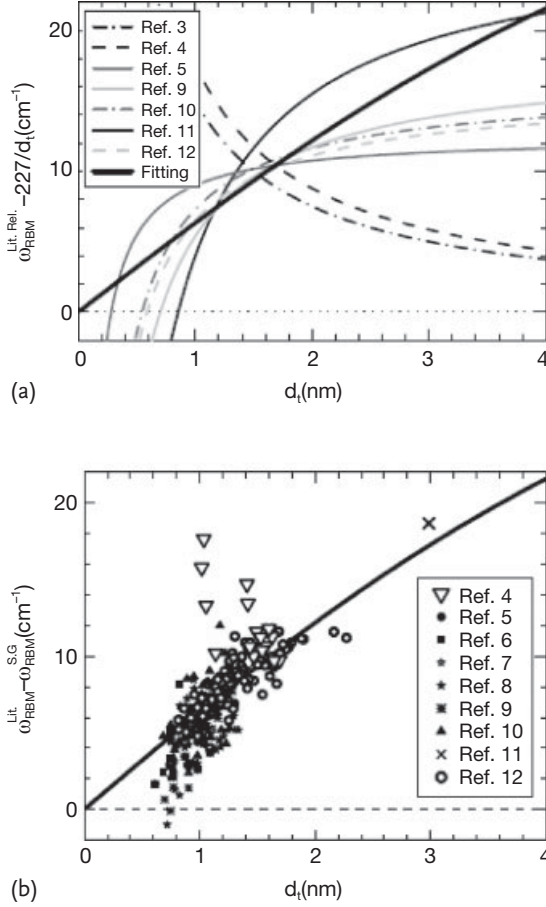 20
10
0
ω_RBM^Lit. Rel. – 227/d_t(cm⁻¹)
Ref. 3
Ref. 4
Ref. 5
Ref. 9
Ref. 10
Ref. 11
Ref. 12
Fitting
0 1 2 3 4
(a)
d_t(nm)
20
10
0
ω_RBM^Lit. – ω_RBM^S.G (cm⁻¹)
Ref. 4
Ref. 5
Ref. 6
Ref. 7
Ref. 8
Ref. 9
Ref. 10
Ref. 11
Ref. 12
0 1 2 3 4
(b)
d_t(nm)